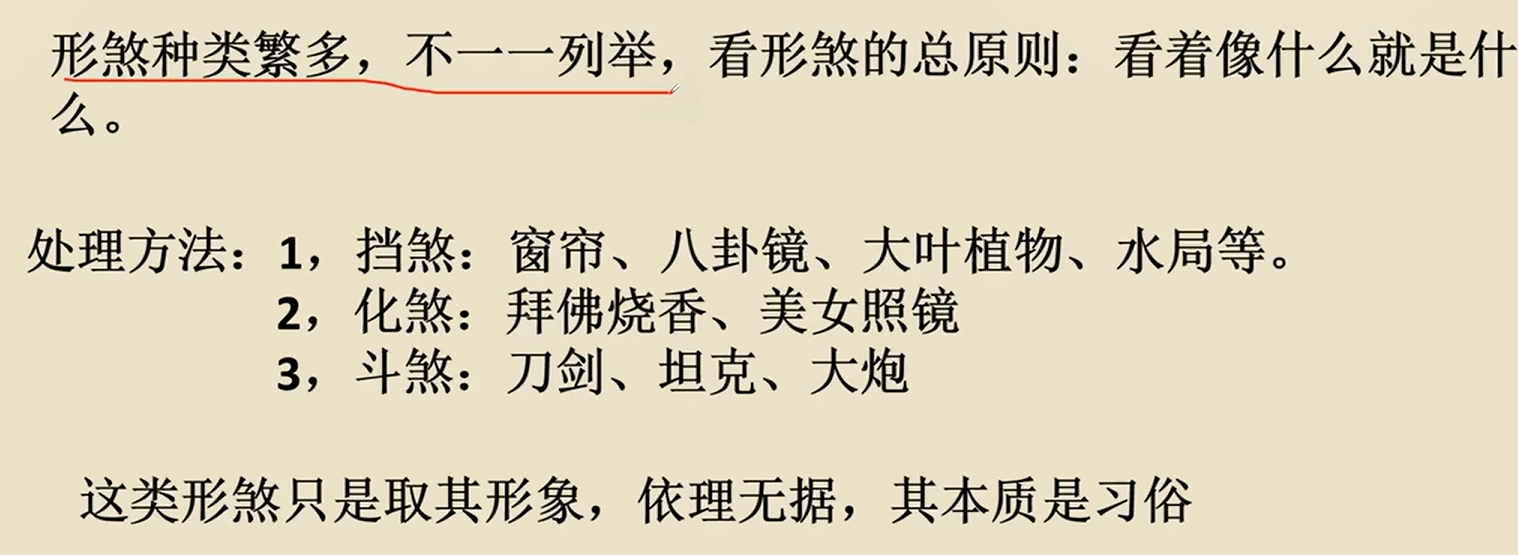 形煞种类繁多，不一一列举，看形煞的总原则：看着像什么就是什
么。
处理方法：1，挡煞：窗帘、八卦镜、大叶植物、水局等。
2，化煞：拜佛烧香、美女照镜
3，斗煞：刀剑、坦克、大炮
这类形煞只是取其形象，依理无据，其本质是习俗